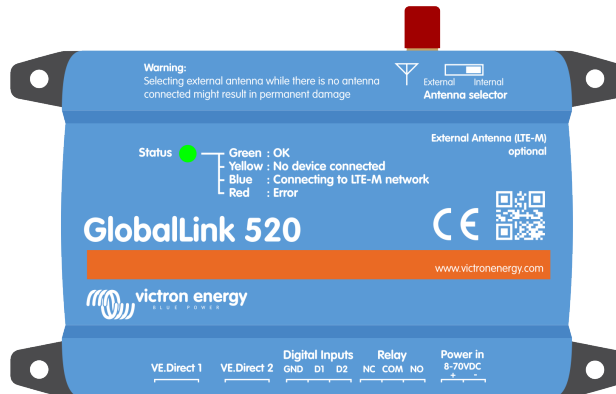 Warning:
Selecting external antenna while there is no antenna
connected might result in permanent damage
External Internal
Antenna selector
External Antenna (LTE-M)
optional
Status Green : OK
Yellow : No device connected
Blue : Connecting to LTE-M network
Red : Error
GlobalLink 520
CE
www.victronenergy.com
victron energy
BLUE POWER
VE.Direct 1 VE.Direct 2 Digital Inputs Relay Power in
GND D1 D2 NC COM NO 8-70VDC
+ -